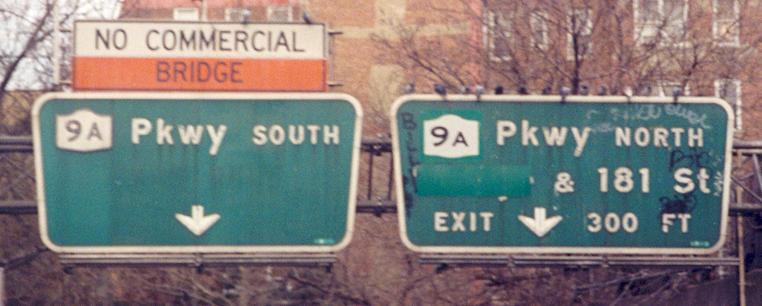 NO COMMERCIAL
BRIDGE
9A Pkwy SOUTH
9A Pkwy NORTH
& 181 St
EXIT 300 FT